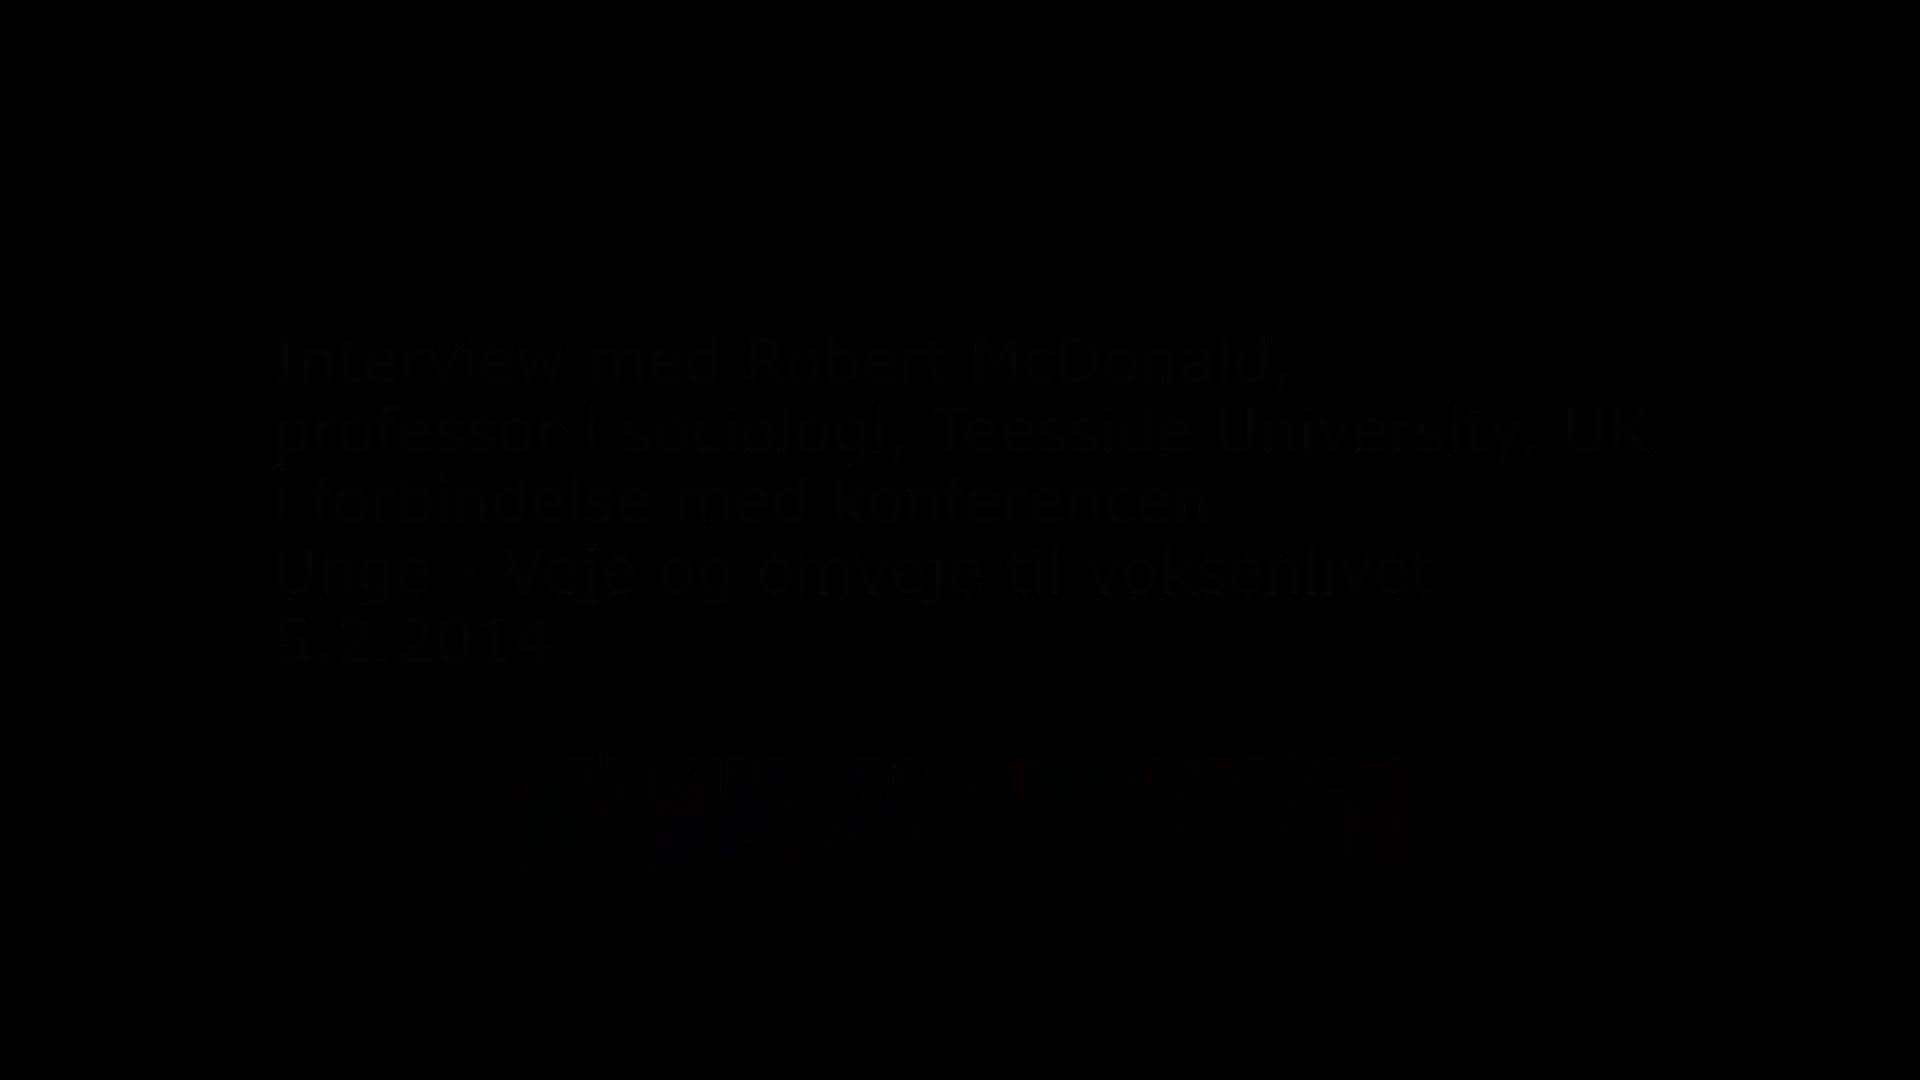 Interview med Robert McDonald,
professor i sociologi, Teesside University, UK
i forbindelse med konferencen
Unge - Veje og omveje til voksenlivet
5.2.2014